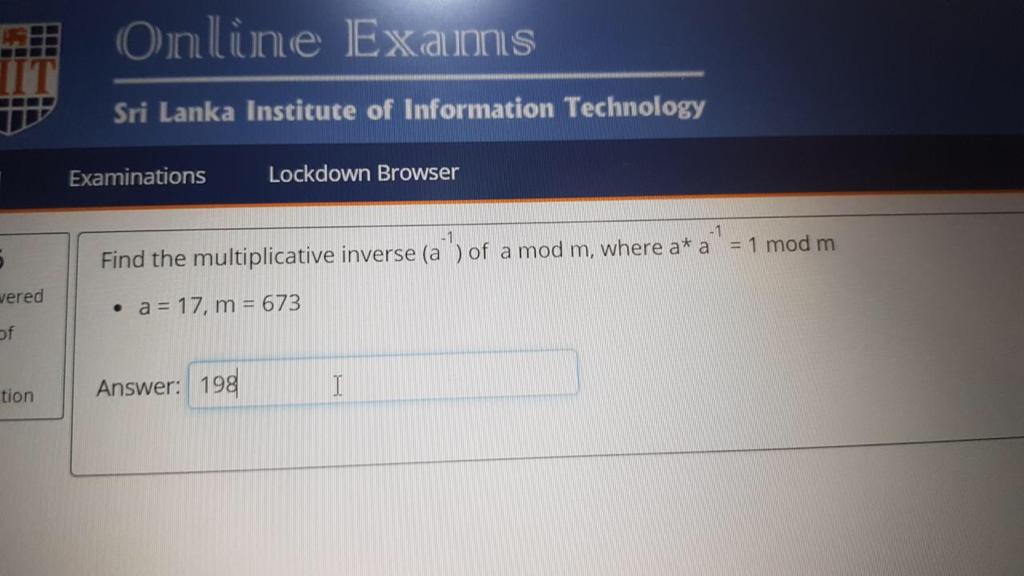 IIT
Online Exams
Sri Lanka Institute of Information Technology
Examinations Lockdown Browser
Find the multiplicative inverse (a⁻¹) of a mod m, where a* a⁻¹ = 1 mod m
vered
• a = 17, m = 673
of
Answer: 198
tion